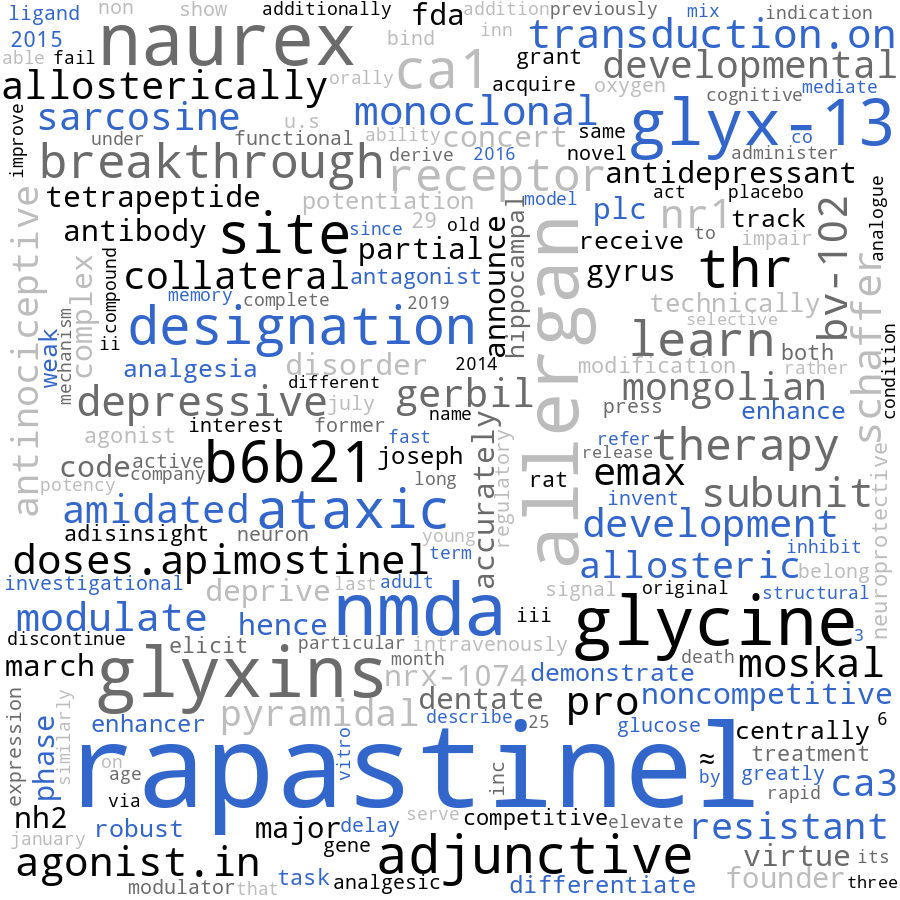 ligand
non
show
additionally
fda
addition
previously
mix
indication
2015
naurex
bind
inn
transduction.on
able
fail
ca1
grant
developmental
allosterically
orally
acquire
oxygen
mediate
cognitive
improve
sarcosine
u.s
monoclonal
glyx-13
co
under
functional
ability
concert
same
breakthrough
derive
2016
novel
administer
receptor
antidepressant
tetrapeptide
potentiation
model
act
placebo
analogue
antinociceptive
antibody
site
since
29
old
plc
nr1
track
to
bv-102
partial
announce
hippocampal
allergan
receive
impair
complex
compound
collateral
antagonist
gyrus
thr
schaffer
memory
complete
2019
technically
mechanism
weak
ii
designation
selective
learn
both
condition
analgesia
disorder
2014
modification
rather
different
depressive
july
gerbil
mongolian
name
press
enhance
agonist
interest
former
fast
refer
release
therapy
code
active
company
b6b21
joseph
accurately
regulatory
potency
long
rat
emax
invent
subunit
neuroprotective
amidated
ataxic
adisinsight
neuron
young
development
doses.apimostinel
term
inhibit
investigational
deprive
last
adult
allosteric
belong
signal
original
structural
modulate
hence
nmda
iii
glycine
3
discontinue
elicit
particular
intravenously
march
glyxins
month
nrx-1074
demonstrate
death
moskal
expression
similarly
phase
enhancer
pyramidal
dentate
describe
25
pro
noncompetitive
glucose
centrally
6
rapastinel
vitro
≈
treatment
on
age
inc
by
greatly
rapid
ca3
via
nh2
robust
major
delay
serve
competitive
elevate
resistant
january
gene
agonist.in
adjunctive
virtue
its
modulator
that
task
analgesic
differentiate
founder
three